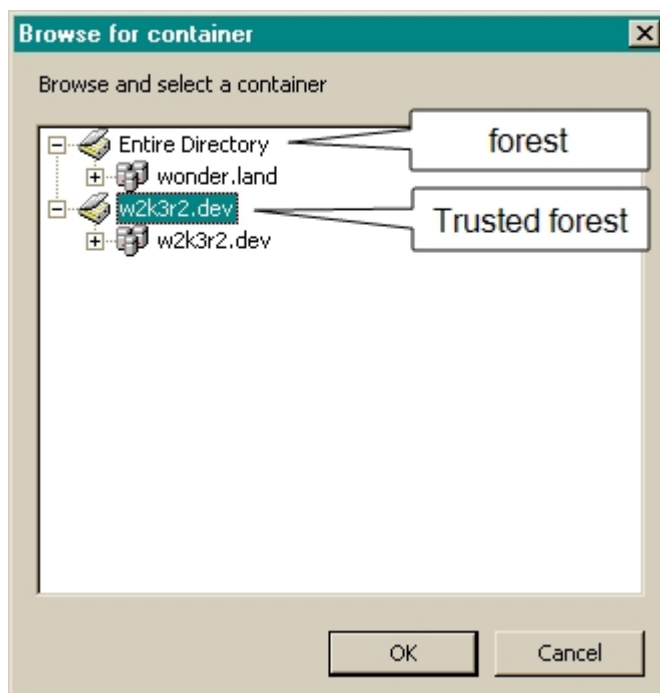 Browse for container
Browse and select a container
Entire Directory
forest
wonder.land
w2k3r2.dev
Trusted forest
w2k3r2.dev
OK
Cancel